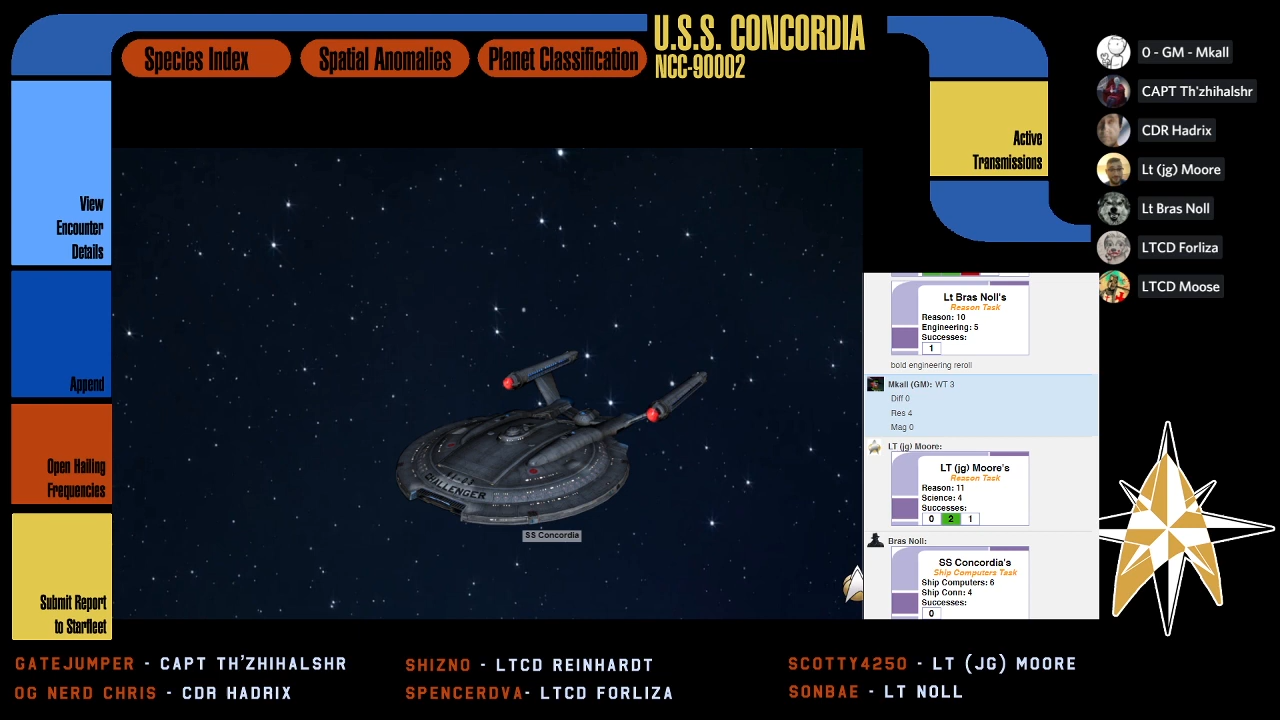 U.S.S. CONCORDIA
NCC-90002
Species Index
Spatial Anomalies
Planet Classification
View
Encounter
Details
Append
Open Hailing
Frequencies
Submit Report
to Starfleet
Active
Transmissions
0 - GM - Mkall
CAPT Th'zhihalshr
CDR Hadrix
Lt (jg) Moore
Lt Bras Noll
LTCD Forliza
LTCD Moose
CHALLENGER
SS Concordia
Lt Bras Noll's
Reason Task
Reason: 10
Engineering: 5
Successes:
1
bold engineering reroll
Mkall (GM): WT 3
Diff 0
Res 4
Mag 0
LT (jg) Moore:
LT (jg) Moore's
Reason Task
Reason: 11
Science: 4
Successes:
0 2 1
Bras Noll:
SS Concordia's
Ship Computers Task
Ship Computers: 6
Ship Conn: 4
Successes:
0
GATEJUMPER - CAPT TH'ZHIHALSHR
OG NERD CHRIS - CDR HADRIX
SHIZNO - LTCD REINHARDT
SPENCERDVA- LTCD FORLIZA
SCOTTY4250 - LT (JG) MOORE
SONBAE - LT NOLL